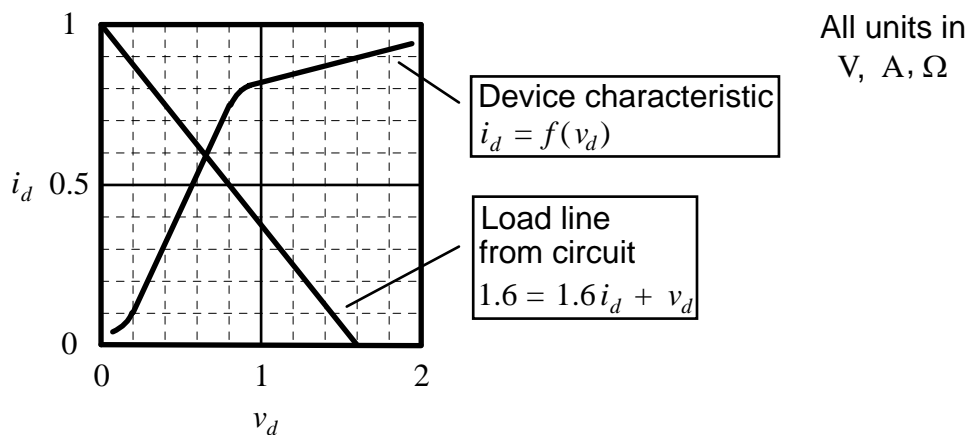 1
All units in
V, A, Ω
Device characteristic
i_d = f(v_d)
i_d
0.5
Load line
from circuit
1.6 = 1.6i_d + v_d
0
0
1
2
v_d